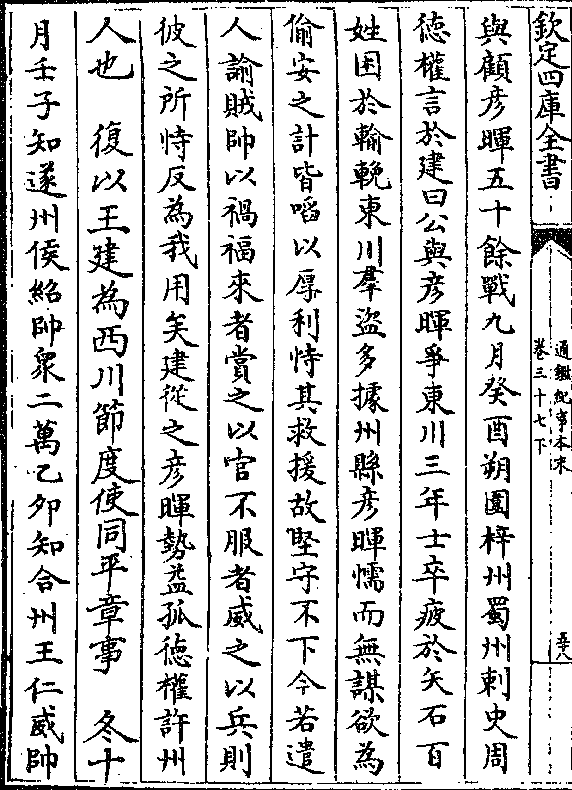 欽定四庫全書
通鑑紀事本末
卷三十七下
與顧彦暉五十餘戰九月癸酉朔圍梓州蜀州刺史周
徳權言於建曰公與彦暉爭東川三年士卒疲於矢石百
姓困於輸輓東川羣盜多據州縣彦暉懦而無謀欲為
偷安之計皆㗖以厚利恃其救援故堅守不下今若遣
人諭賊帥以禍福來者賞之以官不服者威之以兵則
彼之所恃反為我用矣建從之彦暉勢益孤徳權許州
人也　復以王建為西川節度使同平章事　冬十
月壬子知遂州侯紹帥衆二萬乙卯知合州王仁威帥